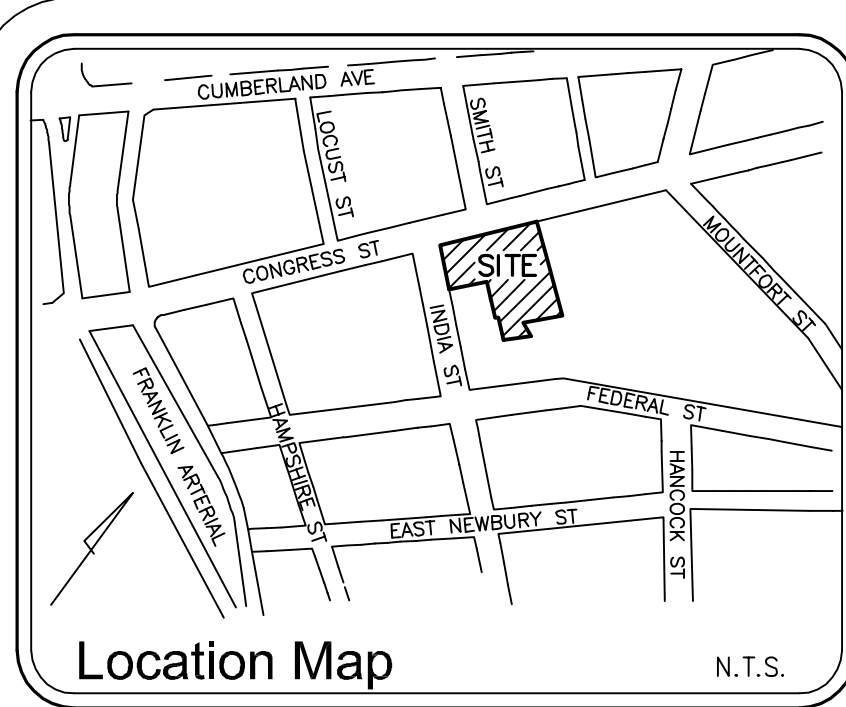 CUMBERLAND AVE
LOCUST ST
SMITH ST
MOUNTFORT ST
CONGRESS ST
SITE
INDIA ST
FRANKLIN ARTERIAL
HAMPSHIRE ST
FEDERAL ST
HANCOCK ST
EAST NEWBURY ST
Location Map
N.T.S.